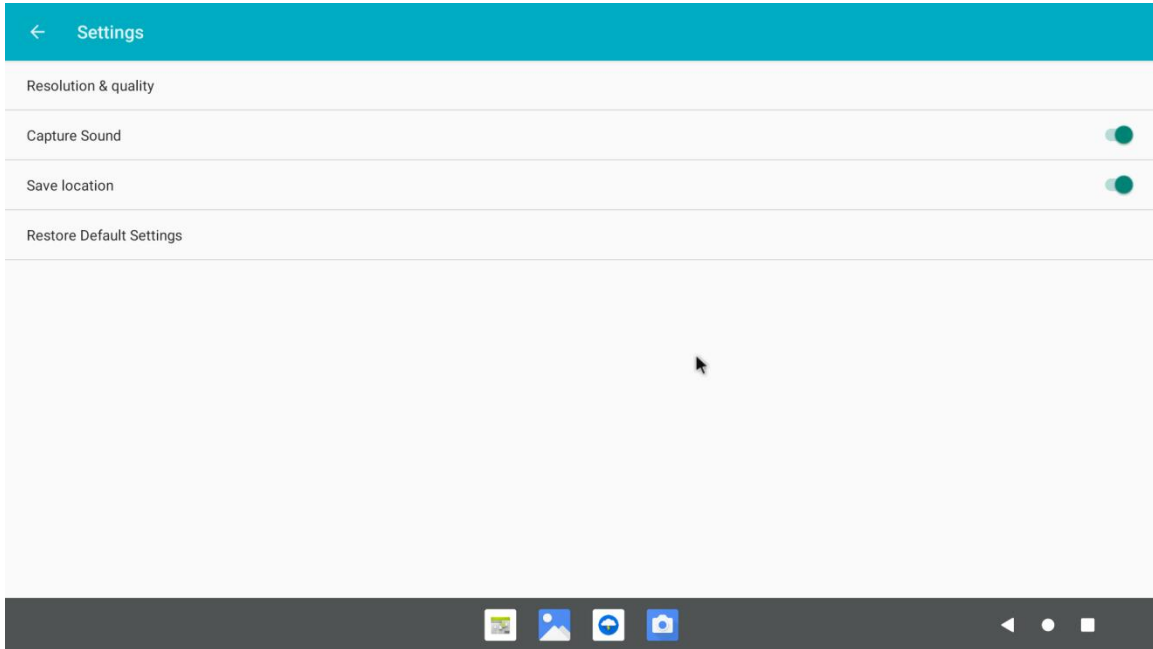 Settings
Resolution & quality
Capture Sound
Save location
Restore Default Settings